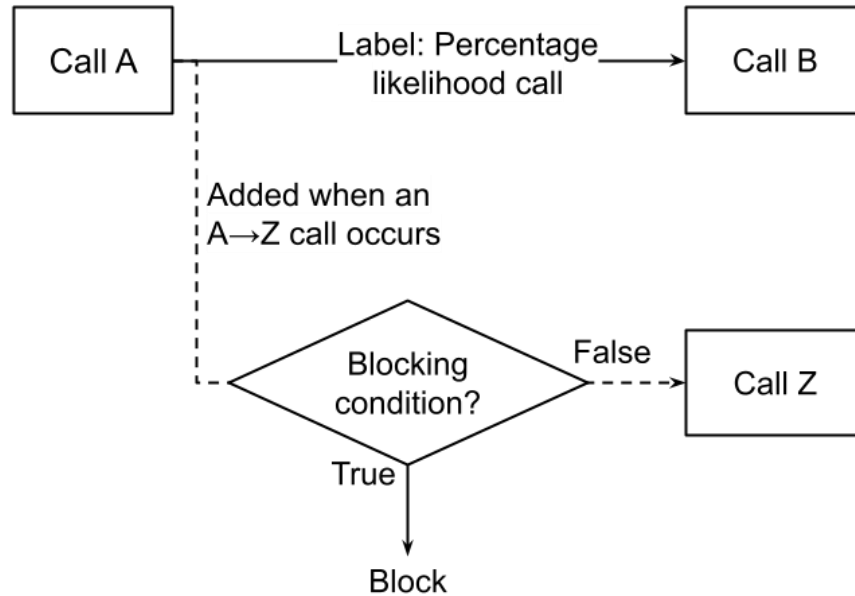 Call A
Label: Percentage
likelihood call
Call B
Added when an
A→Z call occurs
Blocking
condition?
False
Call Z
True
Block